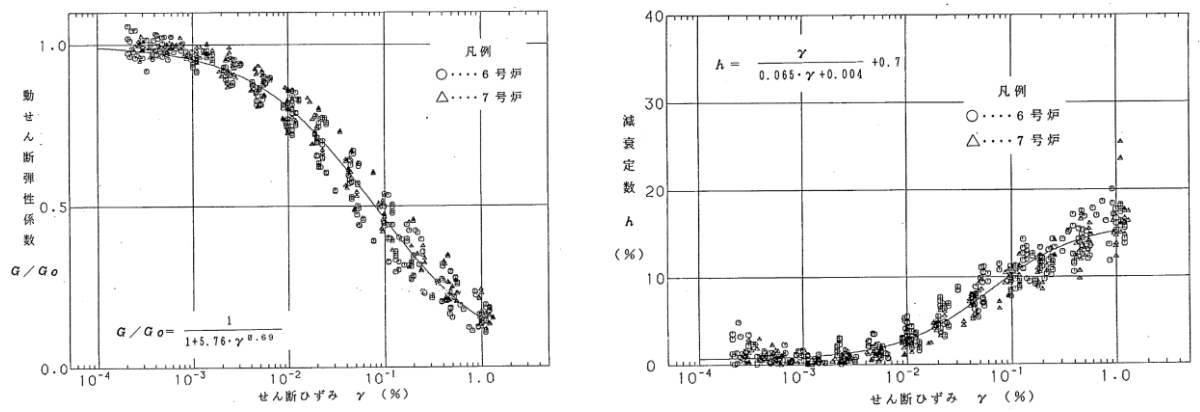 1.0
0.5
0.0
動せん断弾性係数
G/Go
凡例
○････6号炉
△････7号炉
G/Go= 1 / 1+5.76･γ^0.69
10^-4 10^-3 10^-2 10^-1 1.0
せん断ひずみ γ (%)
40
30
20
10
0
減衰定数
h
(%)
h = γ / 0.065･γ+0.004 +0.7
凡例
○････6号炉
△････7号炉
10^-4 10^-3 10^-2 10^-1 1.0
せん断ひずみ γ (%)